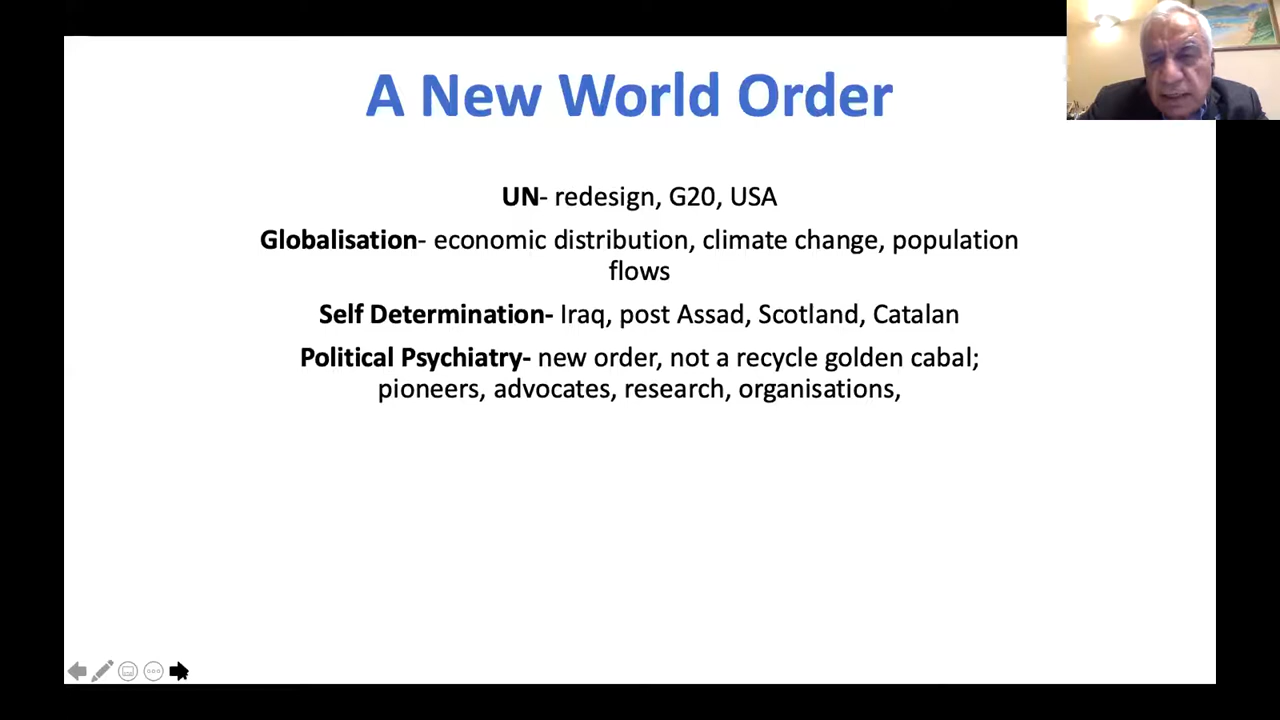 A New World Order
UN- redesign, G20, USA
Globalisation- economic distribution, climate change, population
flows
Self Determination- Iraq, post Assad, Scotland, Catalan
Political Psychiatry- new order, not a recycle golden cabal;
pioneers, advocates, research, organisations,